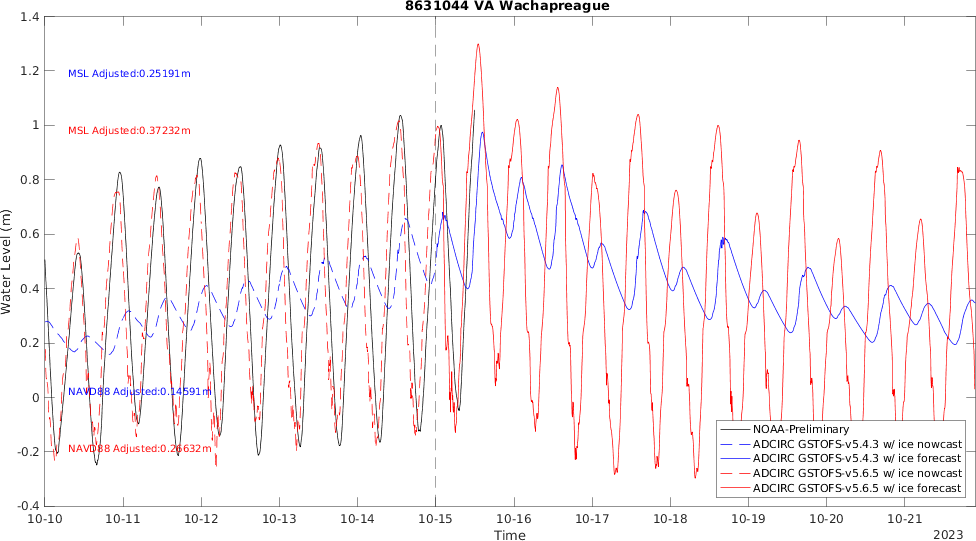 8631044 VA Wachapreague
1.4
1.2
1
0.8
0.6
0.4
0.2
0
-0.2
-0.4
Water Level (m)
MSL Adjusted:0.25191m
MSL Adjusted:0.37232m
NAVD88 Adjusted:0.14591m
NAVD88 Adjusted:0.26632m
NOAA-Preliminary
ADCIRC GSTOFS-v5.4.3 w/ ice nowcast
ADCIRC GSTOFS-v5.4.3 w/ ice forecast
ADCIRC GSTOFS-v5.6.5 w/ ice nowcast
ADCIRC GSTOFS-v5.6.5 w/ ice forecast
10-10 10-11 10-12 10-13 10-14 10-15 10-16 10-17 10-18 10-19 10-20 10-21
Time
2023